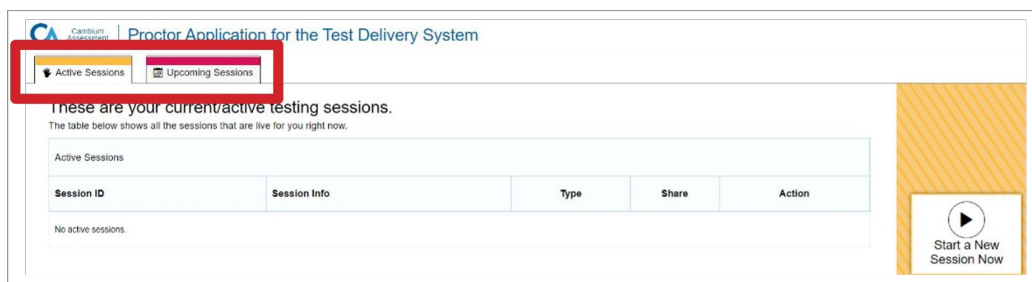 CA Cambium Assessment Proctor Application for the Test Delivery System
Active Sessions Upcoming Sessions
These are your current/active testing sessions.
The table below shows all the sessions that are live for you right now.
Active Sessions
Session ID Session Info Type Share Action
No active sessions.
Start a New
Session Now